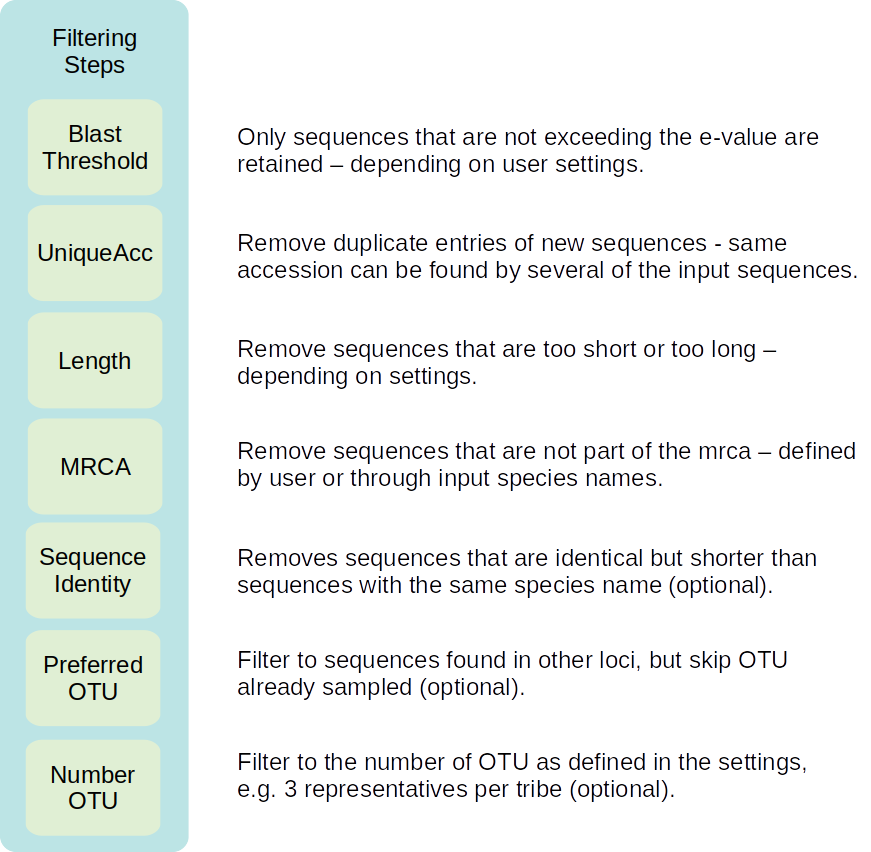 Filtering
Steps
Blast
Threshold
Only sequences that are not exceeding the e-value are
retained – depending on user settings.
UniqueAcc
Remove duplicate entries of new sequences - same
accession can be found by several of the input sequences.
Length
Remove sequences that are too short or too long –
depending on settings.
MRCA
Remove sequences that are not part of the mrca – defined
by user or through input species names.
Sequence
Identity
Removes sequences that are identical but shorter than
sequences with the same species name (optional).
Preferred
OTU
Filter to sequences found in other loci, but skip OTU
already sampled (optional).
Number
OTU
Filter to the number of OTU as defined in the settings,
e.g. 3 representatives per tribe (optional).